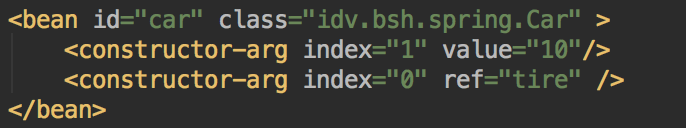 <bean id="car" class="idv.bsh.spring.Car" >
    <constructor-arg index="1" value="10"/>
    <constructor-arg index="0" ref="tire" />
</bean>